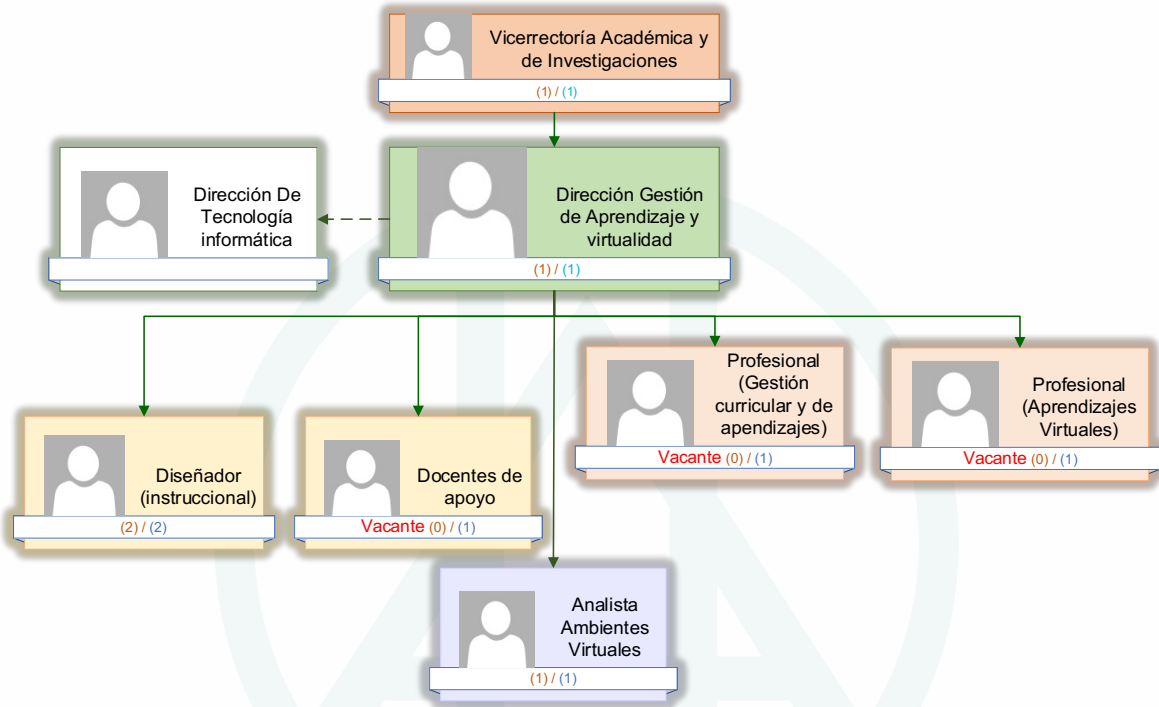 Vicerrectoría Académica y
de Investigaciones
(1) / (1)
Dirección De
Tecnología
informática
Dirección Gestión
de Aprendizaje y
virtualidad
(1) / (1)
Profesional
(Gestión
curricular y de
apendizajes)
Vacante (0) / (1)
Profesional
(Aprendizajes
Virtuales)
Vacante (0) / (1)
Diseñador
(instruccional)
(2) / (2)
Docentes de
apoyo
Vacante (0) / (1)
Analista
Ambientes
Virtuales
(1) / (1)